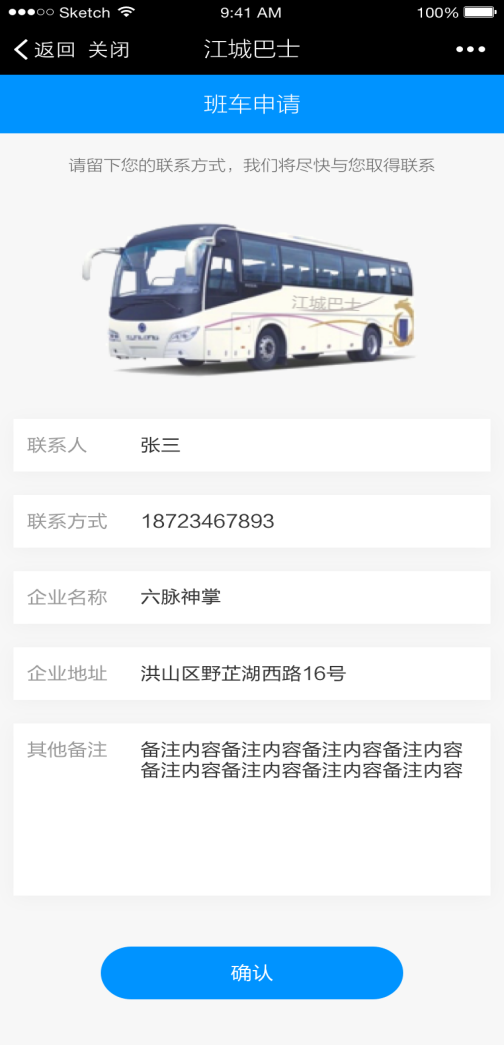 Sketch 9:41 AM 100%
返回 关闭 江城巴士
班车申请
请留下您的联系方式，我们将尽快与您取得联系
江城巴士
SUNLONG
联系人 张三
联系方式 18723467893
企业名称 六脉神掌
企业地址 洪山区野芷湖西路16号
其他备注 备注内容备注内容备注内容备注内容
备注内容备注内容备注内容备注内容
确认